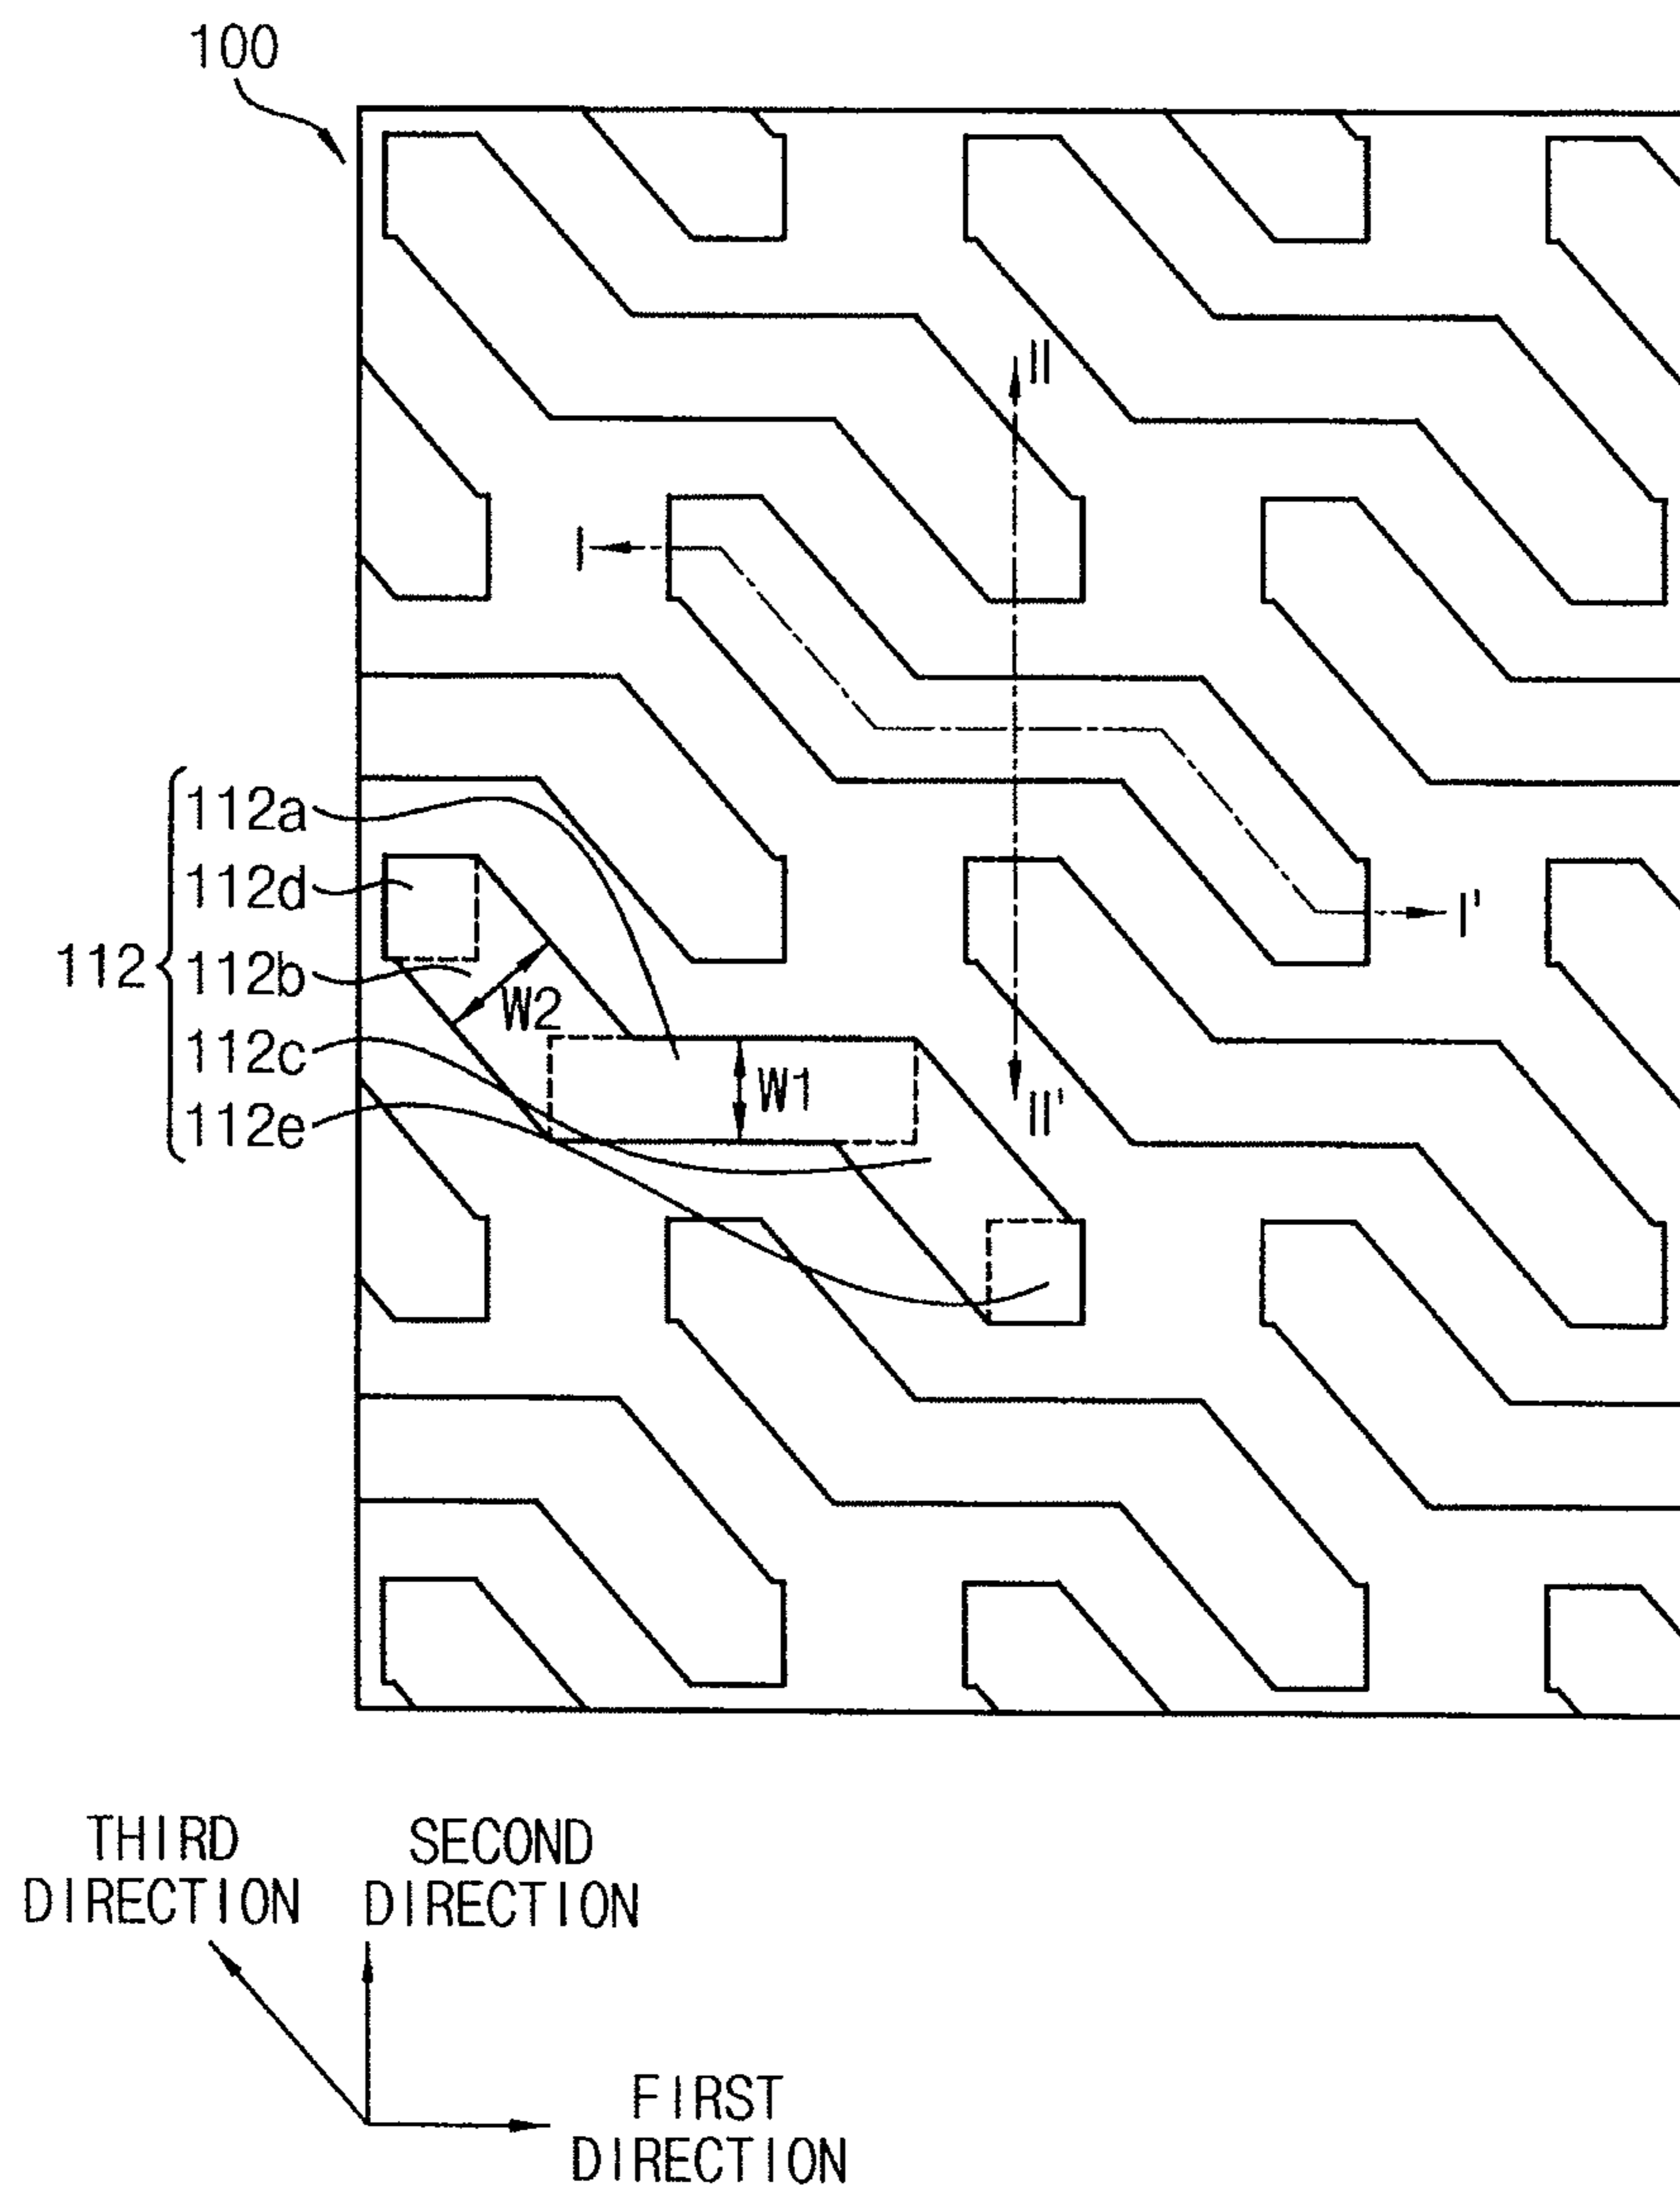 100
II
I
112a
112d
I'
112
112b
W2
112c
W1
II'
112e
THIRD
DIRECTION
SECOND
DIRECTION
FIRST
DIRECTION